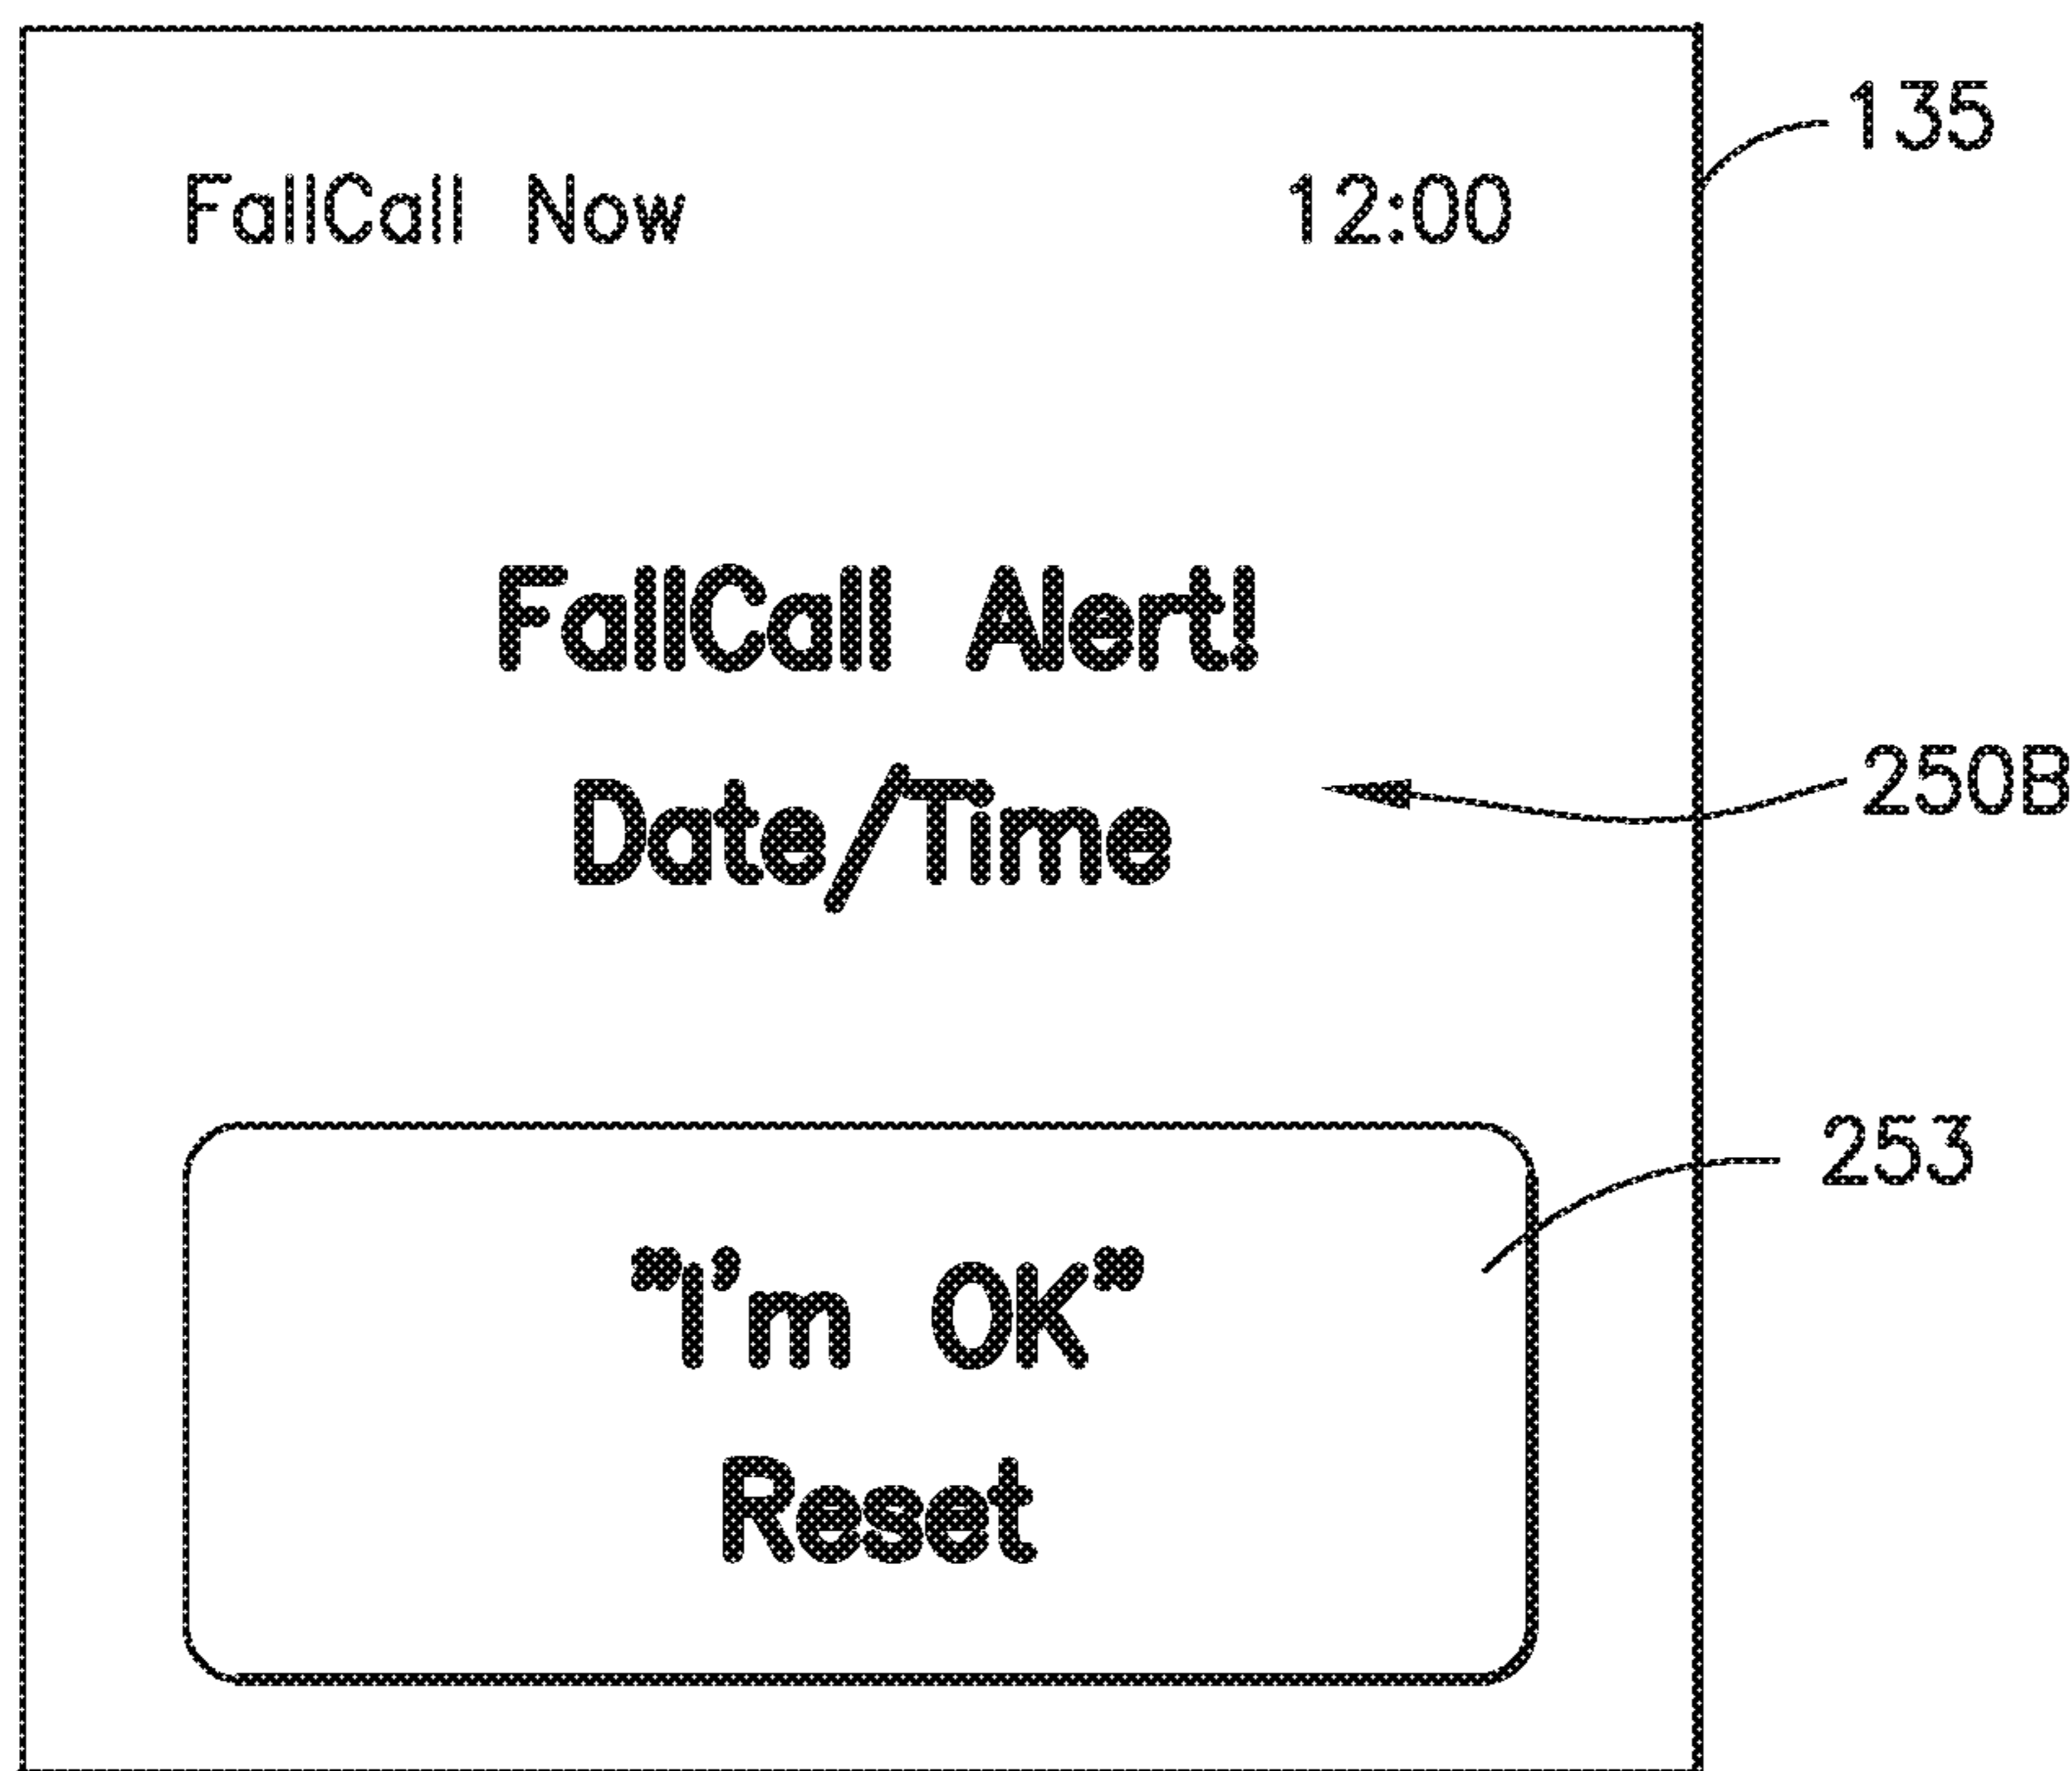 FallCall Now 12:00
135
FallCall Alert!
Date/Time
250B
253
"I'm OK"
Reset